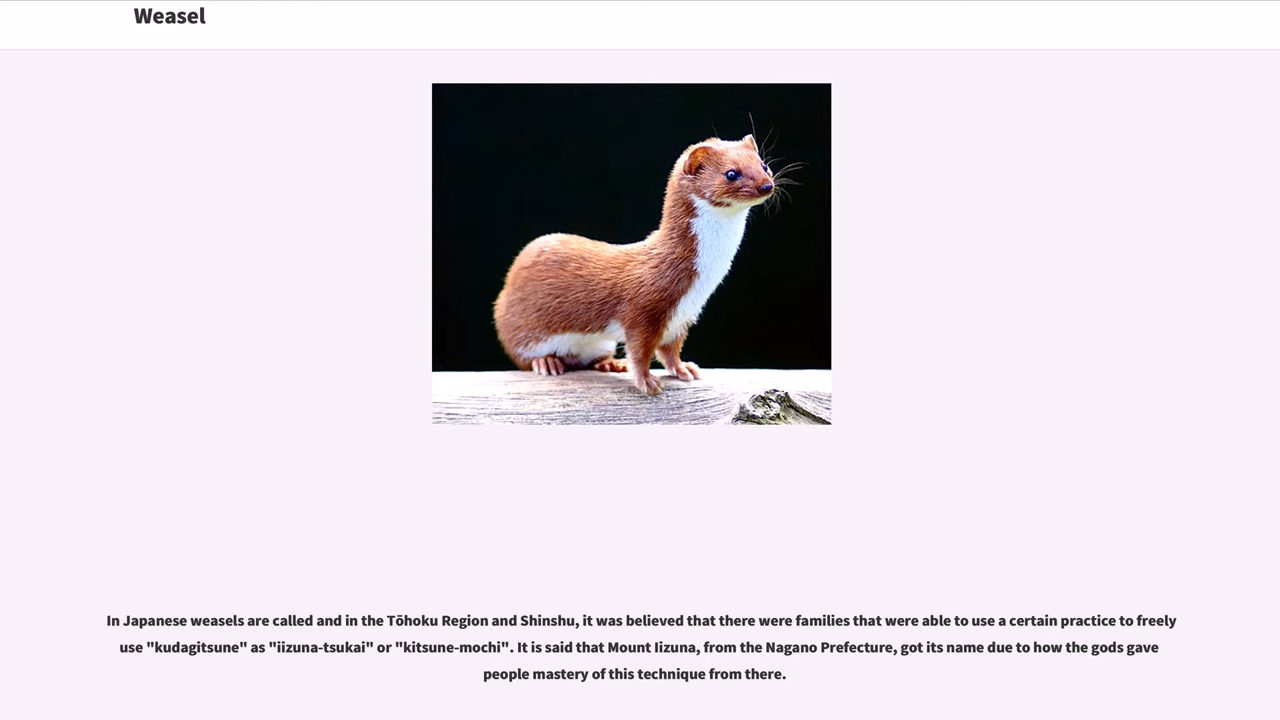 Weasel
In Japanese weasels are called and in the Tōhoku Region and Shinshu, it was believed that there were families that were able to use a certain practice to freely
use "kudagitsune" as "iizuna-tsukai" or "kitsune-mochi". It is said that Mount Iizuna, from the Nagano Prefecture, got its name due to how the gods gave
people mastery of this technique from there.